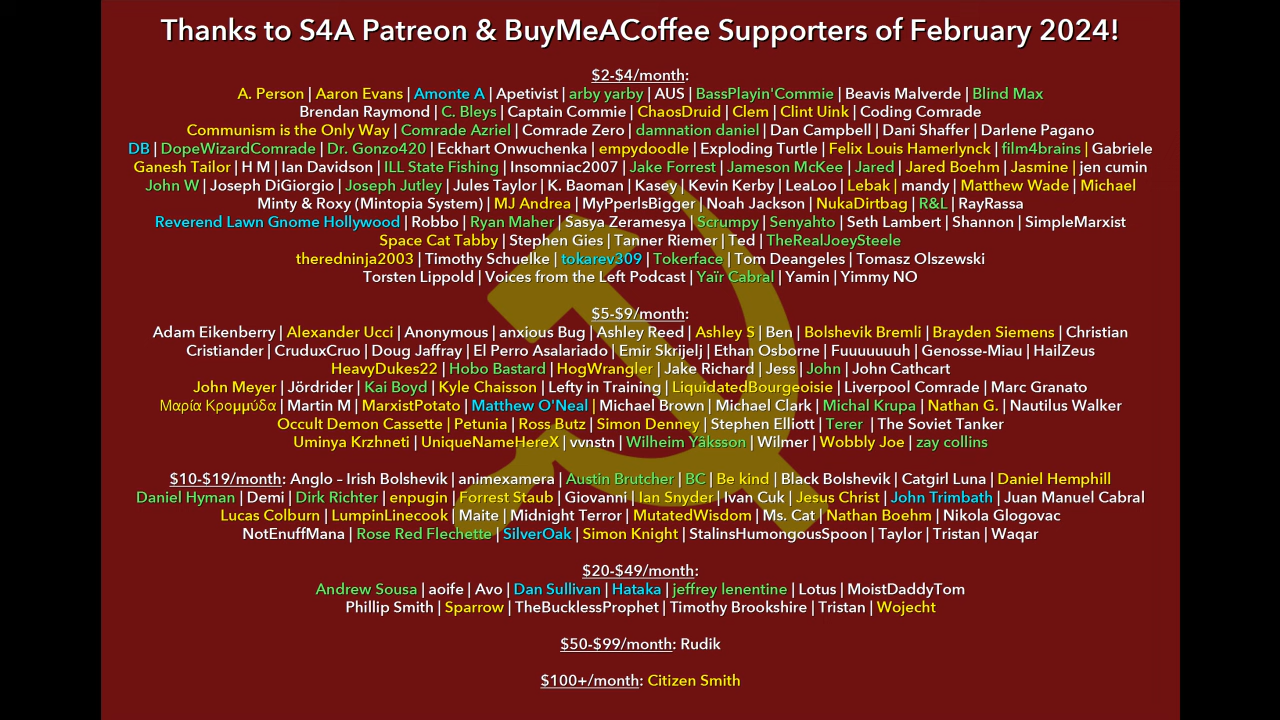 Thanks to S4A Patreon & BuyMeACoffee Supporters of February 2024!
$2-$4/month:
A. Person | Aaron Evans | Amonte A | Apetivist | arby yarby | AUS | BassPlayin'Commie | Beavis Malverde | Blind Max
Brendan Raymond | C. Bleys | Captain Commie | ChaosDruid | Clem | Clint Uink | Coding Comrade
Communism is the Only Way | Comrade Azriel | Comrade Zero | damnation daniel | Dan Campbell | Dani Shaffer | Darlene Pagano
DB | DopeWizardComrade | Dr. Gonzo420 | Eckhart Onwuchenka | empydoodle | Exploding Turtle | Felix Louis Hamerlynck | film4brains | Gabriele
Ganesh Tailor | H M | Ian Davidson | ILL State Fishing | Insomniac2007 | Jake Forrest | Jameson McKee | Jared | Jared Boehm | Jasmine | jen cumin
John W | Joseph DiGiorgio | Joseph Jutley | Jules Taylor | K. Baoman | Kasey | Kevin Kerby | LeaLoo | Lebak | mandy | Matthew Wade | Michael
Minty & Roxy (Mintopia System) | MJ Andrea | MyPperlsBigger | Noah Jackson | NukaDirtbag | R&L | RayRassa
Reverend Lawn Gnome Hollywood | Robbo | Ryan Maher | Sasya Zeramesya | Scrumpy | Senyahto | Seth Lambert | Shannon | SimpleMarxist
Space Cat Tabby | Stephen Gies | Tanner Riemer | Ted | TheRealJoeySteele
theredninja2003 | Timothy Schuelke | tokarev309 | Tokerface | Tom Deangeles | Tomasz Olszewski
Torsten Lippold | Voices from the Left Podcast | Yaïr Cabral | Yamin | Yimmy NO
$5-$9/month:
Adam Eikenberry | Alexander Ucci | Anonymous | anxious Bug | Ashley Reed | Ashley S | Ben | Bolshevik Bremli | Brayden Siemens | Christian
Cristiander | CruduxCruo | Doug Jaffray | El Perro Asalariado | Emir Skrijelj | Ethan Osborne | Fuuuuuuuh | Genosse-Miau | HailZeus
HeavyDukes22 | Hobo Bastard | HogWrangler | Jake Richard | Jess | John | John Cathcart
John Meyer | Jördrider | Kai Boyd | Kyle Chaisson | Lefty in Training | LiquidatedBourgeoisie | Liverpool Comrade | Marc Granato
Μαρία Κρομμύδα | Martin M | MarxistPotato | Matthew O'Neal | Michael Brown | Michael Clark | Michal Krupa | Nathan G. | Nautilus Walker
Occult Demon Cassette | Petunia | Ross Butz | Simon Denney | Stephen Elliott | Terer | The Soviet Tanker
Uminya Krzhneti | UniqueNameHereX | vvnstn | Wilheim Yâksson | Wilmer | Wobbly Joe | zay collins
$10-$19/month: Anglo – Irish Bolshevik | animexamera | Austin Brutcher | BC | Be kind | Black Bolshevik | Catgirl Luna | Daniel Hemphill
Daniel Hyman | Demi | Dirk Richter | enpugin | Forrest Staub | Giovanni | Ian Snyder | Ivan Cuk | Jesus Christ | John Trimbath | Juan Manuel Cabral
Lucas Colburn | LumpinLinecook | Maite | Midnight Terror | MutatedWisdom | Ms. Cat | Nathan Boehm | Nikola Glogovac
NotEnuffMana | Rose Red Flechette | SilverOak | Simon Knight | StalinsHumongousSpoon | Taylor | Tristan | Waqar
$20-$49/month:
Andrew Sousa | aoife | Avo | Dan Sullivan | Hataka | jeffrey lenentine | Lotus | MoistDaddyTom
Phillip Smith | Sparrow | TheBucklessProphet | Timothy Brookshire | Tristan | Wojecht
$50-$99/month: Rudik
$100+/month: Citizen Smith